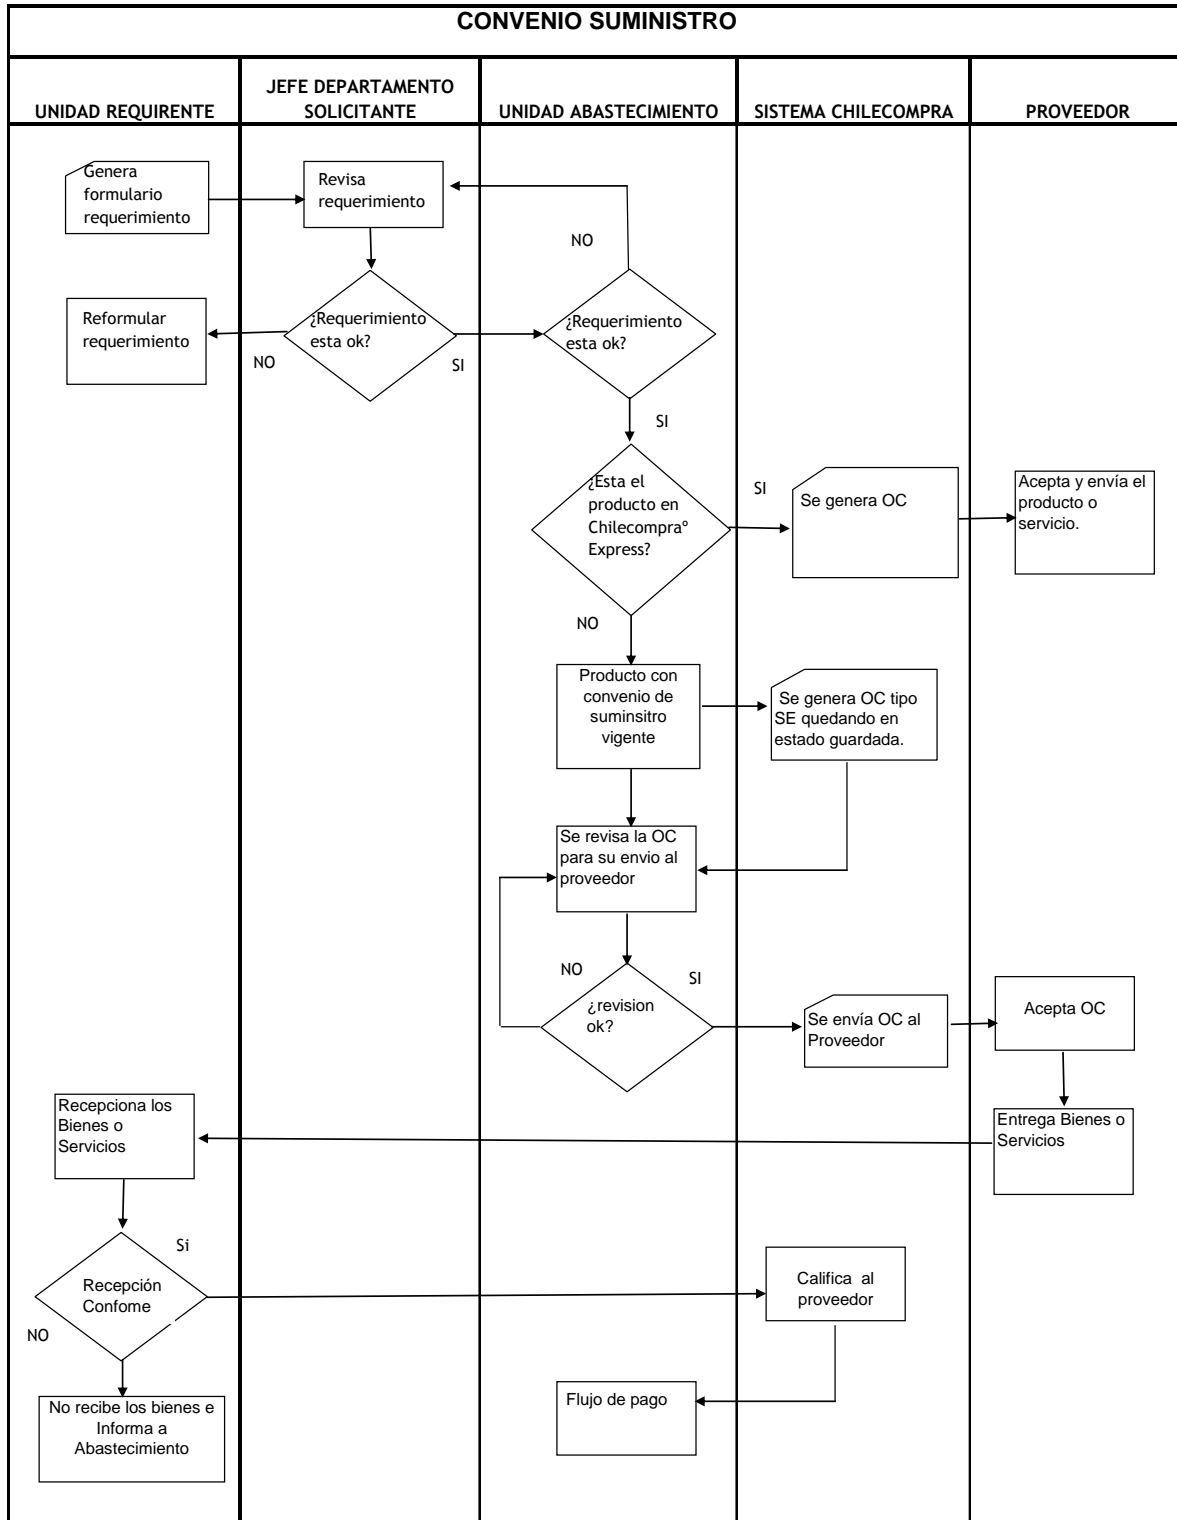 CONVENIO SUMINISTRO
UNIDAD REQUIRENTE
JEFE DEPARTAMENTO
SOLICITANTE
UNIDAD ABASTECIMIENTO
SISTEMA CHILECOMPRA
PROVEEDOR
Genera
formulario
requerimiento
Revisa
requerimiento
NO
Reformular
requerimiento
NO
¿Requerimiento
esta ok?
SI
¿Requerimiento
esta ok?
SI
¿Esta el
producto en
Chilecompraº
Express?
SI
Se genera OC
Acepta y envía el
producto o
servicio.
NO
Producto con
convenio de
suminsitro
vigente
Se genera OC tipo
SE quedando en
estado guardada.
Se revisa la OC
para su envio al
proveedor
NO
SI
¿revision
ok?
Se envía OC al
Proveedor
Acepta OC
Entrega Bienes o
Servicios
Recepciona los
Bienes o
Servicios
Si
Recepción
Confome
NO
Califica al
proveedor
No recibe los bienes e
Informa a
Abastecimiento
Flujo de pago